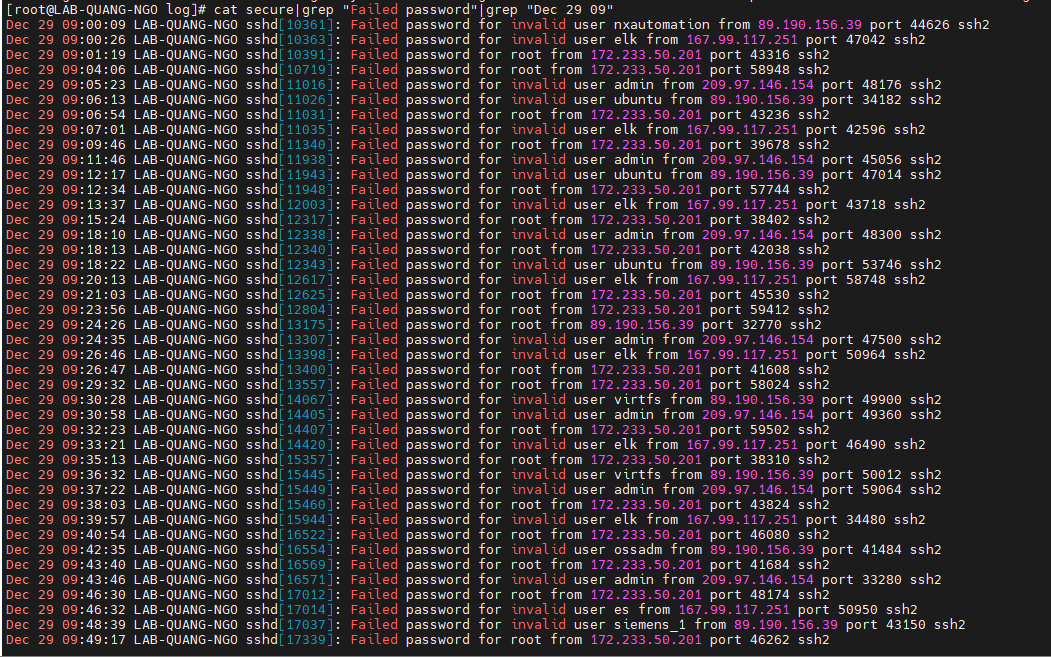 [root@LAB-QUANG-NGO log]# cat secure|grep "Failed password"|grep "Dec 29 09"
Dec 29 09:00:09 LAB-QUANG-NGO sshd[10361]: Failed password for invalid user nxautomation from 89.190.156.39 port 44626 ssh2
Dec 29 09:00:26 LAB-QUANG-NGO sshd[10363]: Failed password for invalid user elk from 167.99.117.251 port 47042 ssh2
Dec 29 09:01:19 LAB-QUANG-NGO sshd[10391]: Failed password for root from 172.233.50.201 port 43316 ssh2
Dec 29 09:04:06 LAB-QUANG-NGO sshd[10719]: Failed password for root from 172.233.50.201 port 58948 ssh2
Dec 29 09:05:23 LAB-QUANG-NGO sshd[11016]: Failed password for invalid user admin from 209.97.146.154 port 48176 ssh2
Dec 29 09:06:13 LAB-QUANG-NGO sshd[11026]: Failed password for invalid user ubuntu from 89.190.156.39 port 34182 ssh2
Dec 29 09:06:54 LAB-QUANG-NGO sshd[11031]: Failed password for root from 172.233.50.201 port 43236 ssh2
Dec 29 09:07:01 LAB-QUANG-NGO sshd[11035]: Failed password for invalid user elk from 167.99.117.251 port 42596 ssh2
Dec 29 09:09:46 LAB-QUANG-NGO sshd[11340]: Failed password for root from 172.233.50.201 port 39678 ssh2
Dec 29 09:11:46 LAB-QUANG-NGO sshd[11938]: Failed password for invalid user admin from 209.97.146.154 port 45056 ssh2
Dec 29 09:12:17 LAB-QUANG-NGO sshd[11943]: Failed password for invalid user ubuntu from 89.190.156.39 port 47014 ssh2
Dec 29 09:12:34 LAB-QUANG-NGO sshd[11948]: Failed password for root from 172.233.50.201 port 57744 ssh2
Dec 29 09:13:37 LAB-QUANG-NGO sshd[12003]: Failed password for invalid user elk from 167.99.117.251 port 43718 ssh2
Dec 29 09:15:24 LAB-QUANG-NGO sshd[12317]: Failed password for root from 172.233.50.201 port 38402 ssh2
Dec 29 09:18:10 LAB-QUANG-NGO sshd[12338]: Failed password for invalid user admin from 209.97.146.154 port 48300 ssh2
Dec 29 09:18:13 LAB-QUANG-NGO sshd[12340]: Failed password for root from 172.233.50.201 port 42038 ssh2
Dec 29 09:18:22 LAB-QUANG-NGO sshd[12343]: Failed password for invalid user ubuntu from 89.190.156.39 port 53746 ssh2
Dec 29 09:20:13 LAB-QUANG-NGO sshd[12617]: Failed password for invalid user elk from 167.99.117.251 port 58748 ssh2
Dec 29 09:21:03 LAB-QUANG-NGO sshd[12625]: Failed password for root from 172.233.50.201 port 45530 ssh2
Dec 29 09:23:56 LAB-QUANG-NGO sshd[12804]: Failed password for root from 172.233.50.201 port 59412 ssh2
Dec 29 09:24:26 LAB-QUANG-NGO sshd[13175]: Failed password for root from 89.190.156.39 port 32770 ssh2
Dec 29 09:24:35 LAB-QUANG-NGO sshd[13307]: Failed password for invalid user admin from 209.97.146.154 port 47500 ssh2
Dec 29 09:26:46 LAB-QUANG-NGO sshd[13398]: Failed password for invalid user elk from 167.99.117.251 port 50964 ssh2
Dec 29 09:26:47 LAB-QUANG-NGO sshd[13400]: Failed password for root from 172.233.50.201 port 41608 ssh2
Dec 29 09:29:32 LAB-QUANG-NGO sshd[13557]: Failed password for root from 172.233.50.201 port 58024 ssh2
Dec 29 09:30:28 LAB-QUANG-NGO sshd[14067]: Failed password for invalid user virtfs from 89.190.156.39 port 49900 ssh2
Dec 29 09:30:58 LAB-QUANG-NGO sshd[14405]: Failed password for invalid user admin from 209.97.146.154 port 49360 ssh2
Dec 29 09:32:23 LAB-QUANG-NGO sshd[14407]: Failed password for root from 172.233.50.201 port 59502 ssh2
Dec 29 09:33:21 LAB-QUANG-NGO sshd[14420]: Failed password for invalid user elk from 167.99.117.251 port 46490 ssh2
Dec 29 09:35:13 LAB-QUANG-NGO sshd[15357]: Failed password for root from 172.233.50.201 port 38310 ssh2
Dec 29 09:36:32 LAB-QUANG-NGO sshd[15445]: Failed password for invalid user virtfs from 89.190.156.39 port 50012 ssh2
Dec 29 09:37:22 LAB-QUANG-NGO sshd[15449]: Failed password for invalid user admin from 209.97.146.154 port 59064 ssh2
Dec 29 09:38:03 LAB-QUANG-NGO sshd[15460]: Failed password for root from 172.233.50.201 port 43824 ssh2
Dec 29 09:39:57 LAB-QUANG-NGO sshd[15944]: Failed password for invalid user elk from 167.99.117.251 port 34480 ssh2
Dec 29 09:40:54 LAB-QUANG-NGO sshd[16522]: Failed password for root from 172.233.50.201 port 46080 ssh2
Dec 29 09:42:35 LAB-QUANG-NGO sshd[16554]: Failed password for invalid user ossadm from 89.190.156.39 port 41484 ssh2
Dec 29 09:43:40 LAB-QUANG-NGO sshd[16569]: Failed password for root from 172.233.50.201 port 41684 ssh2
Dec 29 09:43:46 LAB-QUANG-NGO sshd[16571]: Failed password for invalid user admin from 209.97.146.154 port 33280 ssh2
Dec 29 09:46:30 LAB-QUANG-NGO sshd[17012]: Failed password for root from 172.233.50.201 port 48174 ssh2
Dec 29 09:46:32 LAB-QUANG-NGO sshd[17014]: Failed password for invalid user es from 167.99.117.251 port 50950 ssh2
Dec 29 09:48:39 LAB-QUANG-NGO sshd[17037]: Failed password for invalid user siemens_1 from 89.190.156.39 port 43150 ssh2
Dec 29 09:49:17 LAB-QUANG-NGO sshd[17339]: Failed password for root from 172.233.50.201 port 46262 ssh2